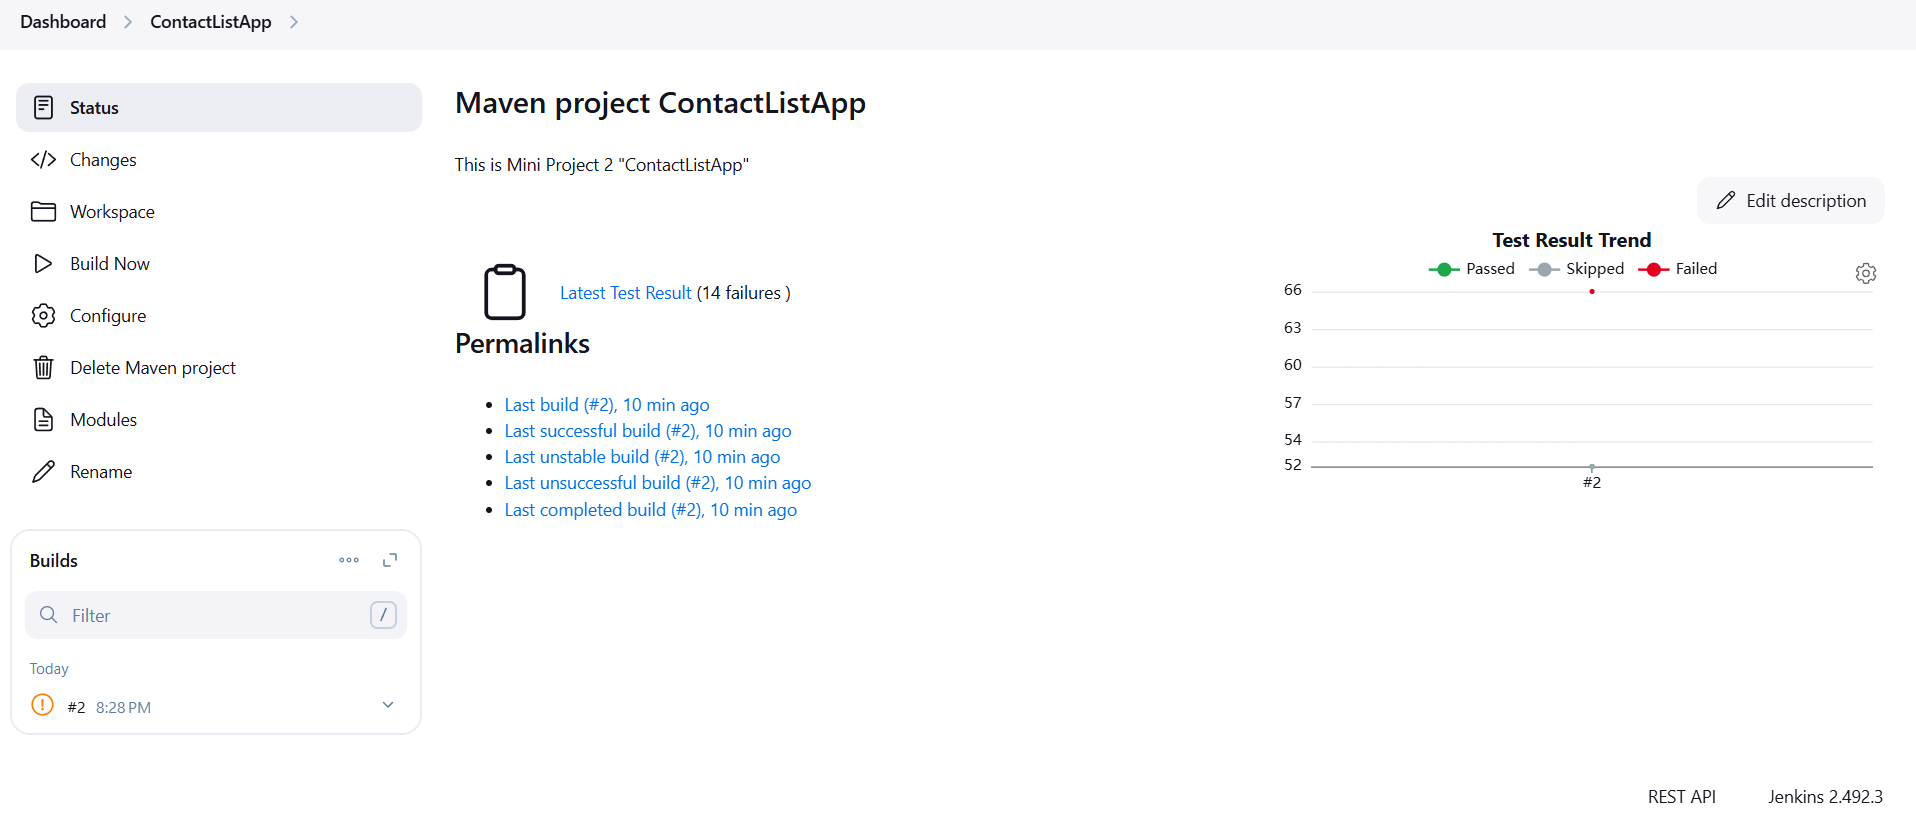 Dashboard
ContactListApp
Status
Changes
Workspace
Build Now
Configure
Delete Maven project
Modules
Rename
Builds
Filter
/
Today
#2 8:28 PM
Maven project ContactListApp
This is Mini Project 2 "ContactListApp"
Edit description
Latest Test Result (14 failures )
Permalinks
Last build (#2), 10 min ago
Last successful build (#2), 10 min ago
Last unstable build (#2), 10 min ago
Last unsuccessful build (#2), 10 min ago
Last completed build (#2), 10 min ago
Test Result Trend
Passed Skipped Failed
66
63
60
57
54
52
#2
REST API Jenkins 2.492.3